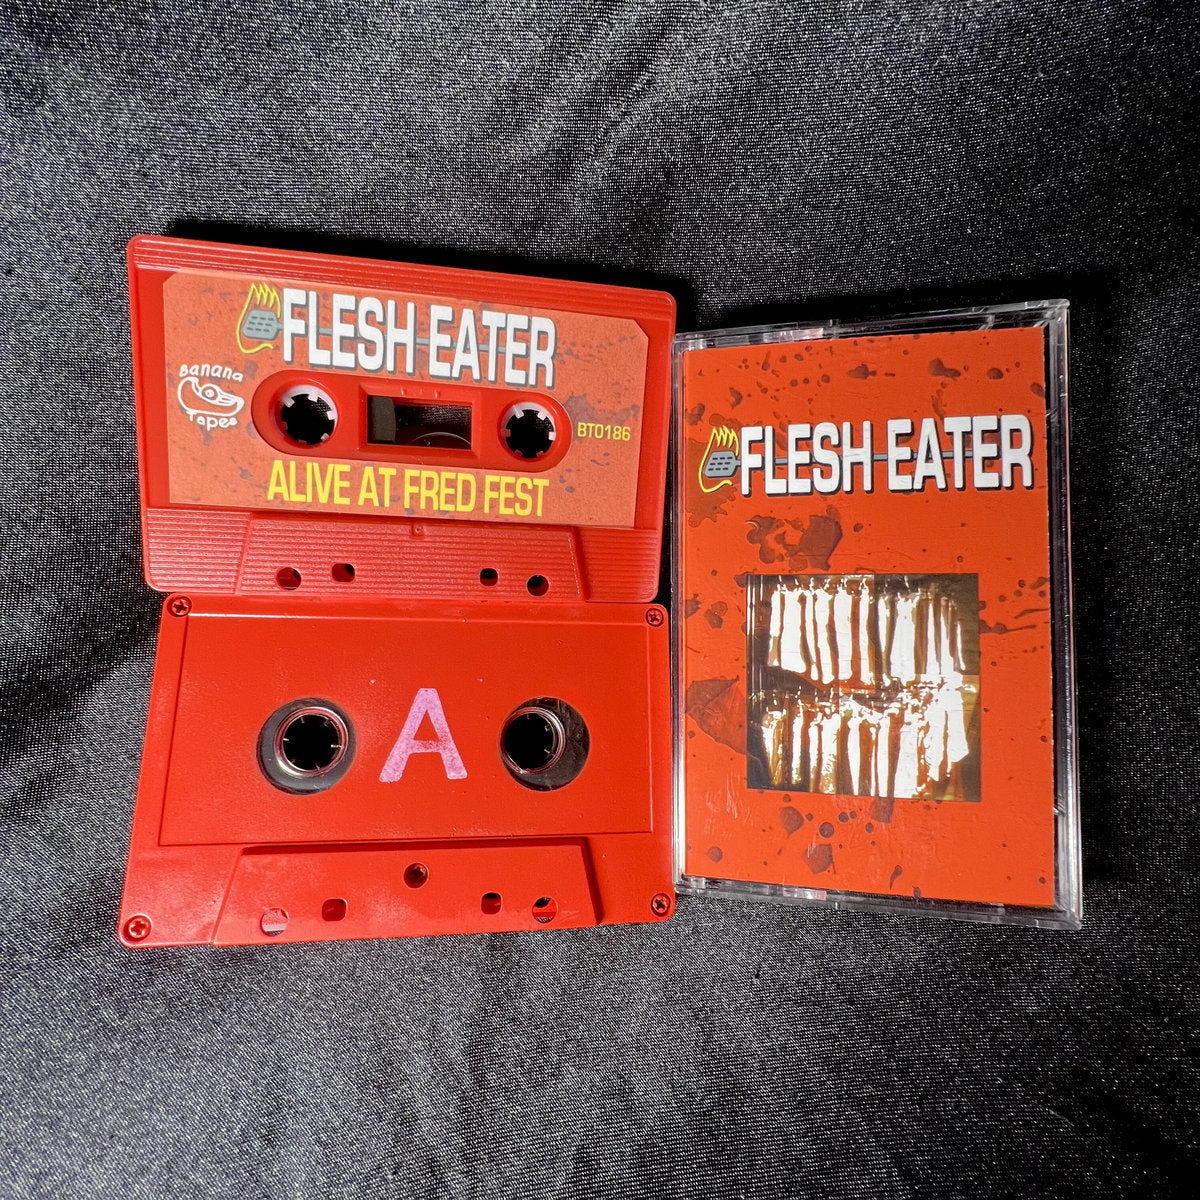 FLESH EATER
Banana
Tapes
BT0186
ALIVE AT FRED FEST
A
FLESH EATER